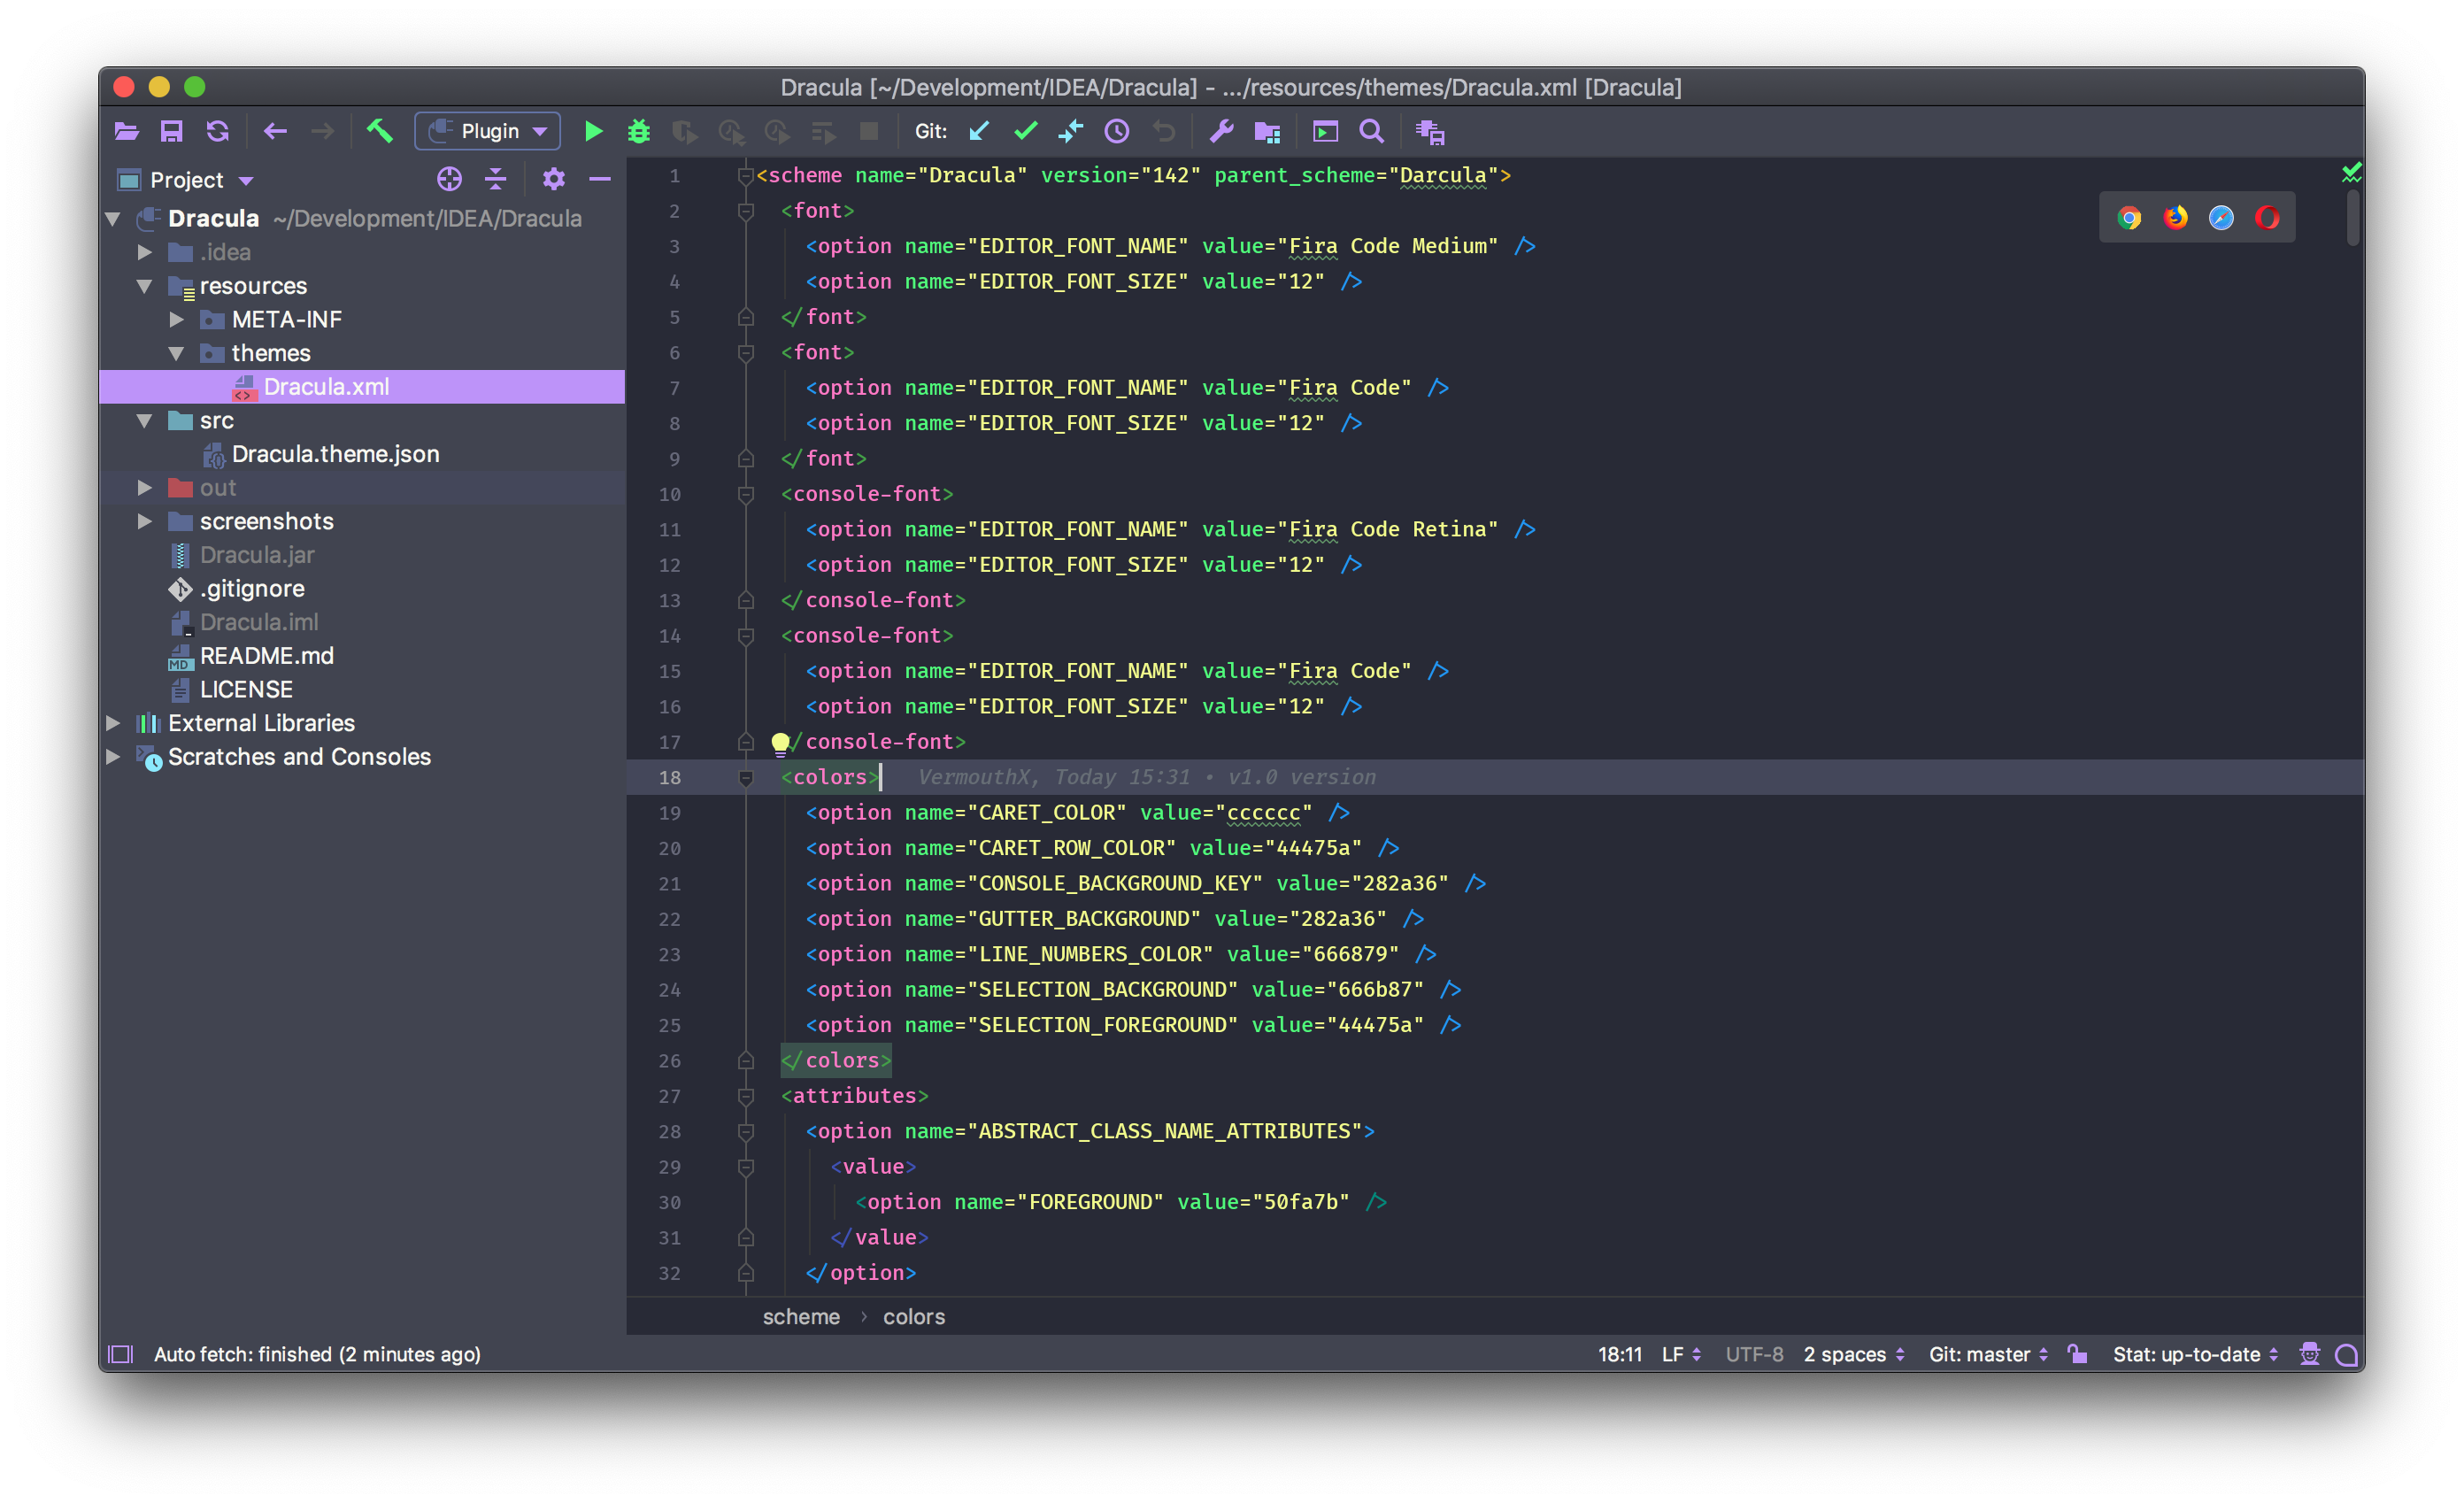 Dracula [~/Development/IDEA/Dracula] - .../resources/themes/Dracula.xml [Dracula]
Plugin
Git:
Project
Dracula ~/Development/IDEA/Dracula
.idea
resources
META-INF
themes
Dracula.xml
src
Dracula.theme.json
out
screenshots
Dracula.jar
.gitignore
Dracula.iml
MD README.md
LICENSE
External Libraries
Scratches and Consoles
1 <scheme name="Dracula" version="142" parent_scheme="Darcula">
2 <font>
3 <option name="EDITOR_FONT_NAME" value="Fira Code Medium" />
4 <option name="EDITOR_FONT_SIZE" value="12" />
5 </font>
6 <font>
7 <option name="EDITOR_FONT_NAME" value="Fira Code" />
8 <option name="EDITOR_FONT_SIZE" value="12" />
9 </font>
10 <console-font>
11 <option name="EDITOR_FONT_NAME" value="Fira Code Retina" />
12 <option name="EDITOR_FONT_SIZE" value="12" />
13 </console-font>
14 <console-font>
15 <option name="EDITOR_FONT_NAME" value="Fira Code" />
16 <option name="EDITOR_FONT_SIZE" value="12" />
17 /console-font>
18 <colors> VermouthX, Today 15:31 • v1.0 version
19 <option name="CARET_COLOR" value="cccccc" />
20 <option name="CARET_ROW_COLOR" value="44475a" />
21 <option name="CONSOLE_BACKGROUND_KEY" value="282a36" />
22 <option name="GUTTER_BACKGROUND" value="282a36" />
23 <option name="LINE_NUMBERS_COLOR" value="666879" />
24 <option name="SELECTION_BACKGROUND" value="666b87" />
25 <option name="SELECTION_FOREGROUND" value="44475a" />
26 </colors>
27 <attributes>
28 <option name="ABSTRACT_CLASS_NAME_ATTRIBUTES">
29 <value>
30 <option name="FOREGROUND" value="50fa7b" />
31 </value>
32 </option>
scheme › colors
Auto fetch: finished (2 minutes ago)
18:11 LF UTF-8 2 spaces Git: master Stat: up-to-date